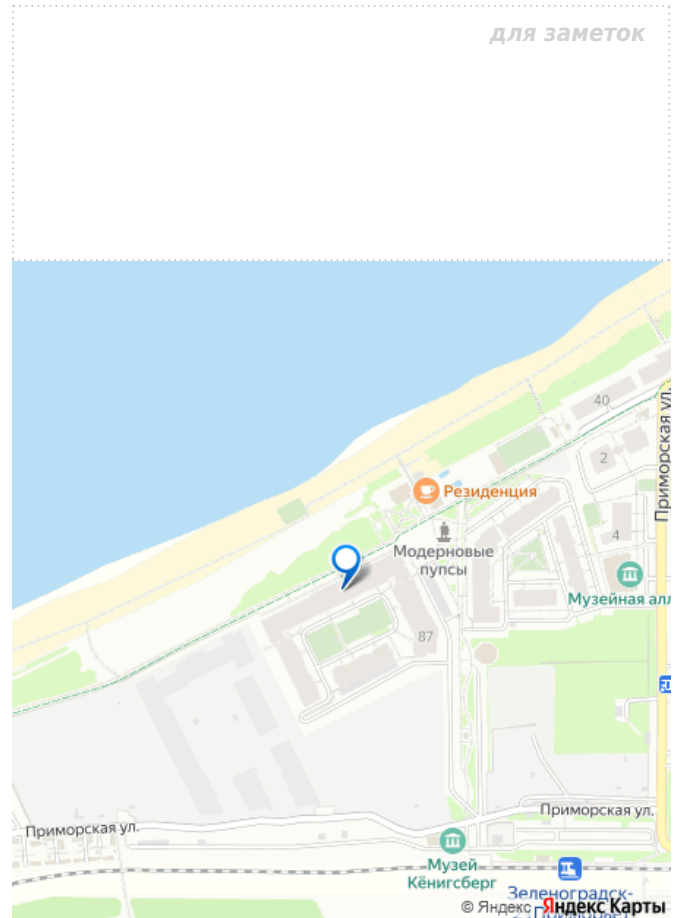 для заметок
40
Приморская ул.
2
Резиденция
4
Модерновые
пупсы
Музейная алл
87
Приморская ул.
Приморская ул.
Музей
Кёнигсберг
Зеленоградск-
© Яндекс Яндекс Карты